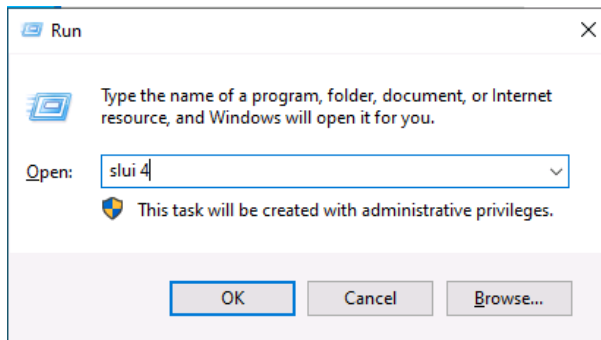 Run
Type the name of a program, folder, document, or Internet
resource, and Windows will open it for you.
Open:
slui 4
This task will be created with administrative privileges.
OK
Cancel
Browse...